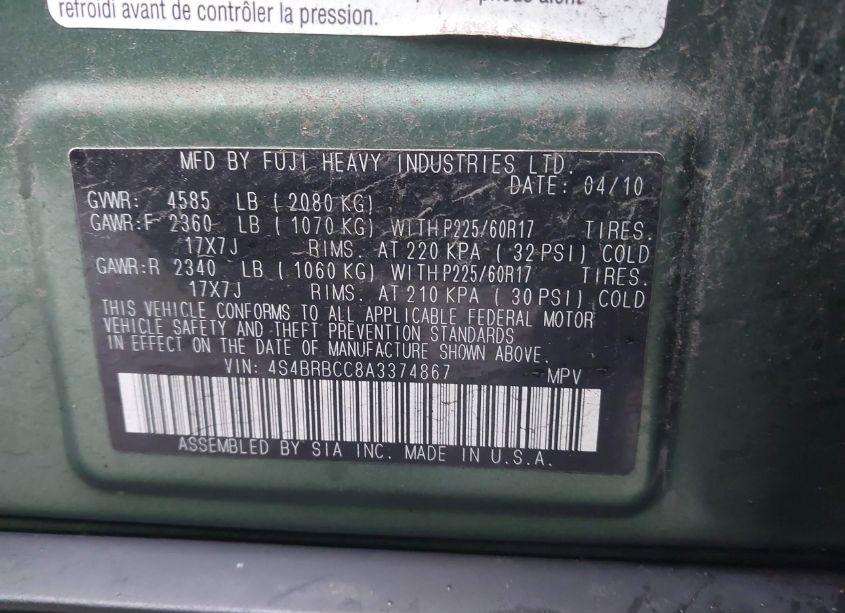 refroidi avant de contrôler la pression.
MFD BY FUJI HEAVY INDUSTRIES LTD.
DATE: 04/10
GVWR: 4585 LB ( 2080 KG)
GAWR:F 2360 LB ( 1070 KG) WITH P225/60R17 TIRES.
17X7J RIMS. AT 220 KPA ( 32 PSI) COLD
GAWR:R 2340 LB ( 1060 KG) WITH P225/60R17 TIRES.
17X7J RIMS. AT 210 KPA ( 30 PSI) COLD
THIS VEHICLE CONFORMS TO ALL APPLICABLE FEDERAL MOTOR
VEHICLE SAFETY AND THEFT PREVENTION STANDARDS
IN EFFECT ON THE DATE OF MANUFACTURE SHOWN ABOVE.
VIN: 4S4BRBCC8A3374867 MPV
ASSEMBLED BY SIA INC. MADE IN U.S.A.